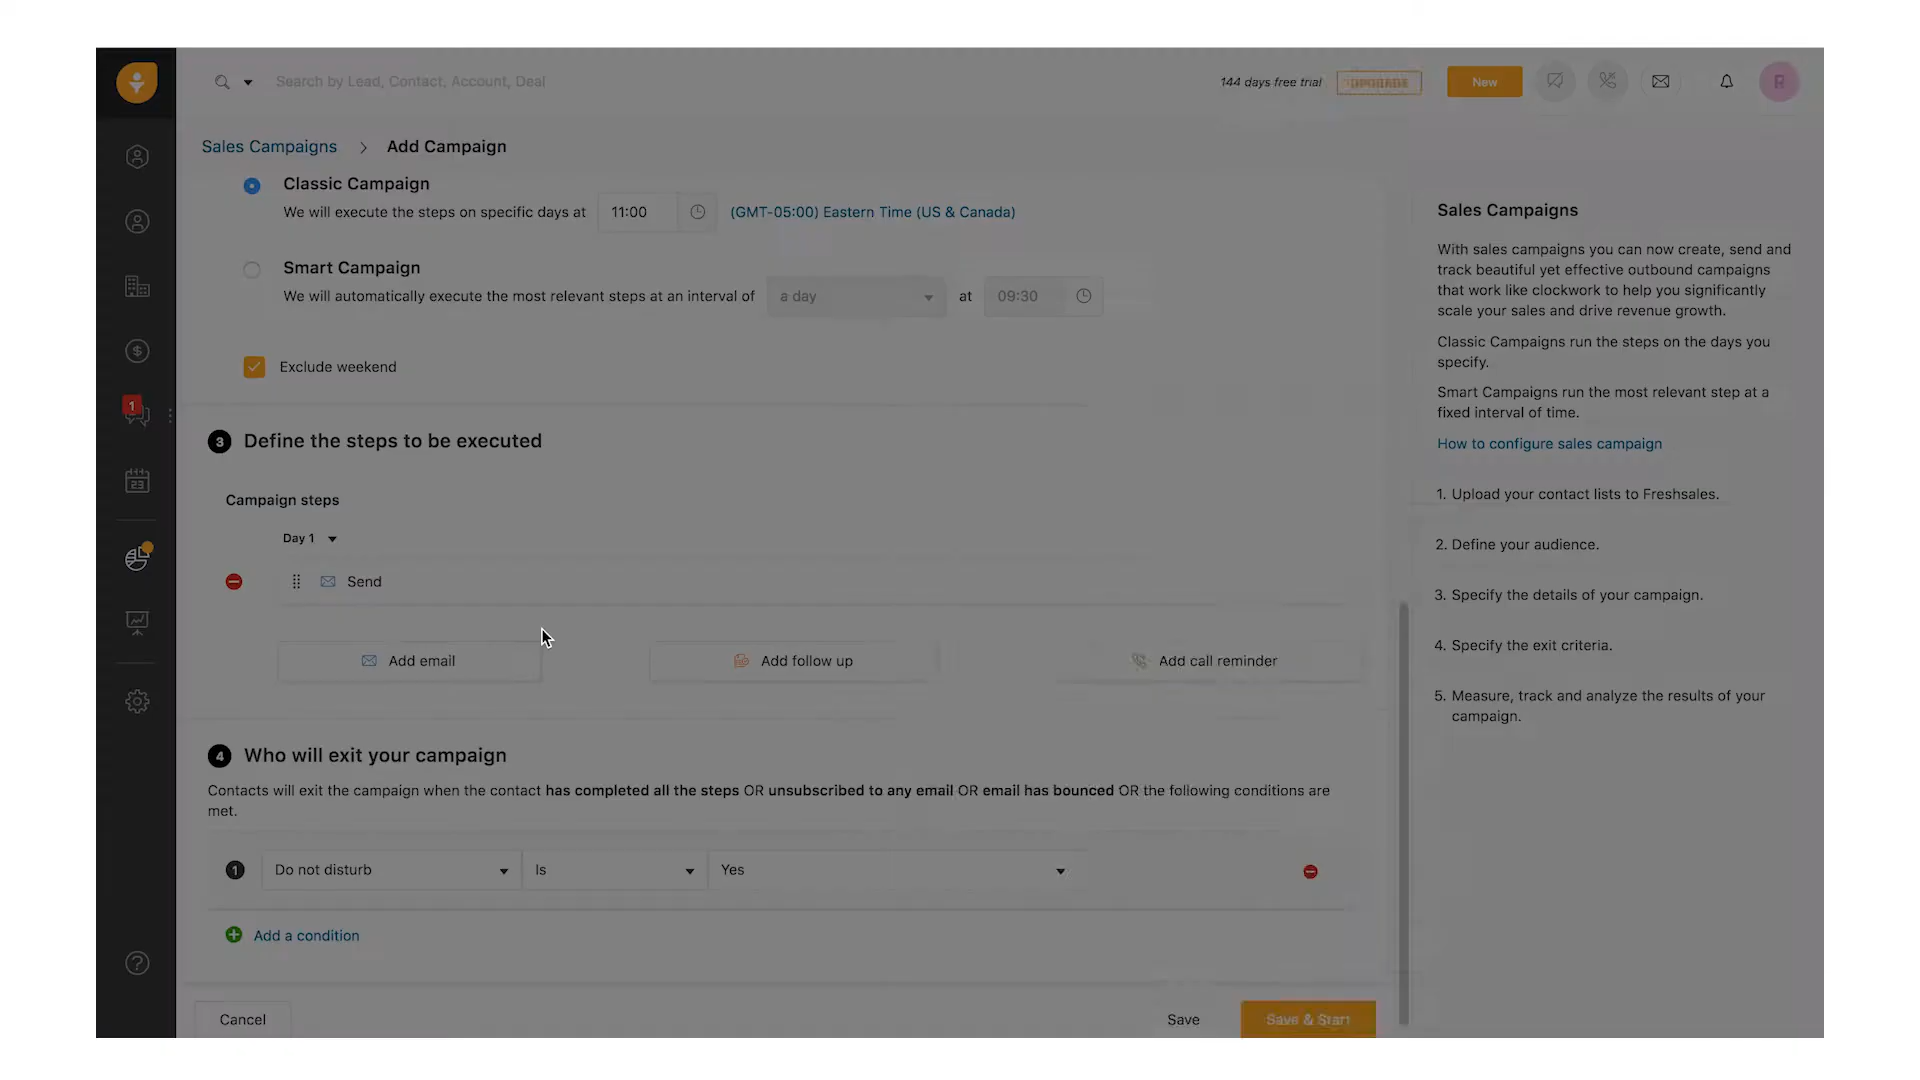 Search by Lead, Contact, Account, Deal
144 days free trial
UPGRADE
New
R
Sales Campaigns > Add Campaign
Classic Campaign
We will execute the steps on specific days at 11:00 (GMT-05:00) Eastern Time (US & Canada)
Smart Campaign
We will automatically execute the most relevant steps at an interval of a day at 09:30
Exclude weekend
1
23
3 Define the steps to be executed
Campaign steps
Day 1
Send
Add email
Add follow up
Add call reminder
4 Who will exit your campaign
Contacts will exit the campaign when the contact has completed all the steps OR unsubscribed to any email OR email has bounced OR the following conditions are
met.
1 Do not disturb Is Yes
Add a condition
Cancel
Save
Save & Start
Sales Campaigns
With sales campaigns you can now create, send and
track beautiful yet effective outbound campaigns
that work like clockwork to help you significantly
scale your sales and drive revenue growth.
Classic Campaigns run the steps on the days you
specify.
Smart Campaigns run the most relevant step at a
fixed interval of time.
How to configure sales campaign
1. Upload your contact lists to Freshsales.
2. Define your audience.
3. Specify the details of your campaign.
4. Specify the exit criteria.
5. Measure, track and analyze the results of your
campaign.